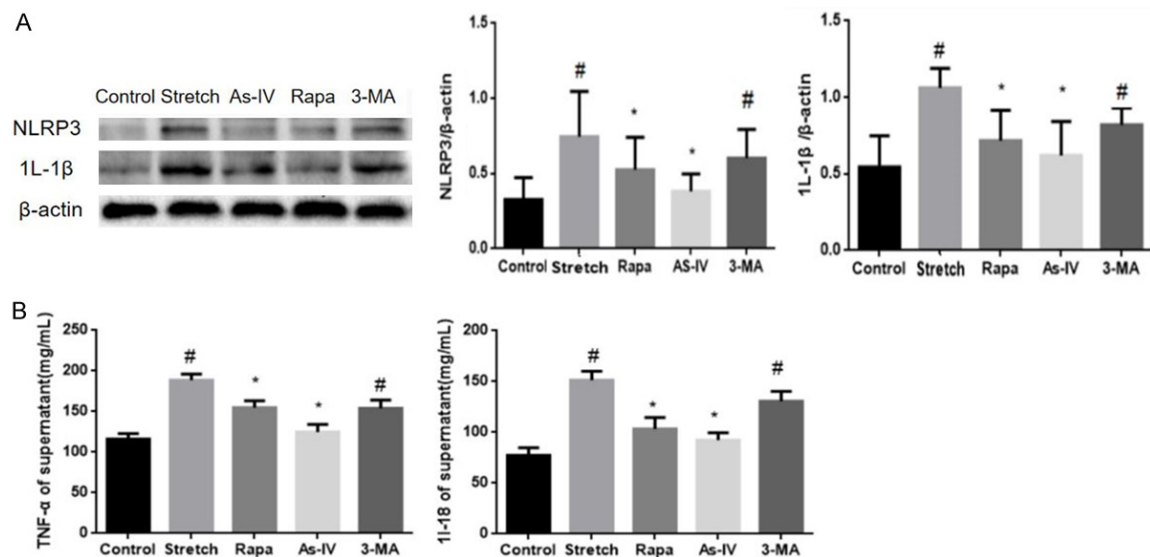 A
Control Stretch As-IV Rapa 3-MA
NLRP3
1L-1β
β-actin
NLRP3/β-actin
1.5
1.0
0.5
0.0
# * * #
Control Stretch Rapa AS-IV 3-MA
1L-1β /β-actin
1.5
1.0
0.5
0.0
# * * #
Control Stretch Rapa As-IV 3-MA
B
TNF-α of supernatant(mg/mL)
250
200
150
100
50
0
# * * #
Control Stretch Rapa As-IV 3-MA
1l-18 of supernatant(mg/mL)
200
150
100
50
0
# * * #
Control Stretch Rapa As-IV 3-MA